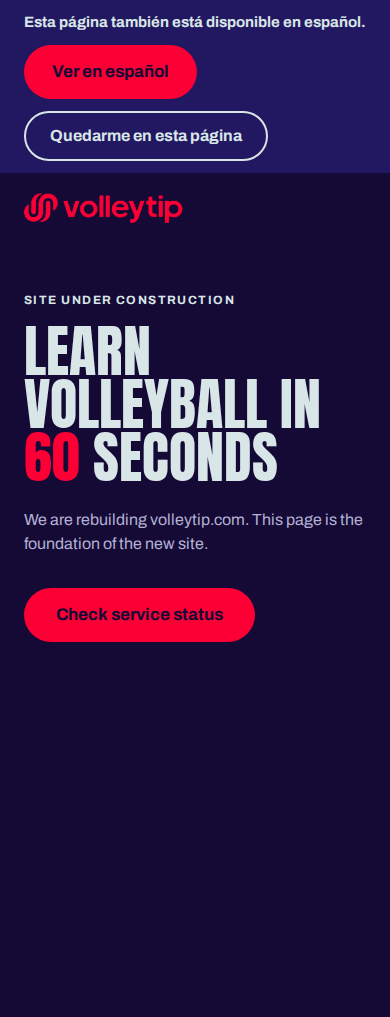 Esta página también está disponible en español.
Ver en español
Quedarme en esta página
volleytip
SITE UNDER CONSTRUCTION
LEARN
VOLLEYBALL IN
60 SECONDS
We are rebuilding volleytip.com. This page is the
foundation of the new site.
Check service status